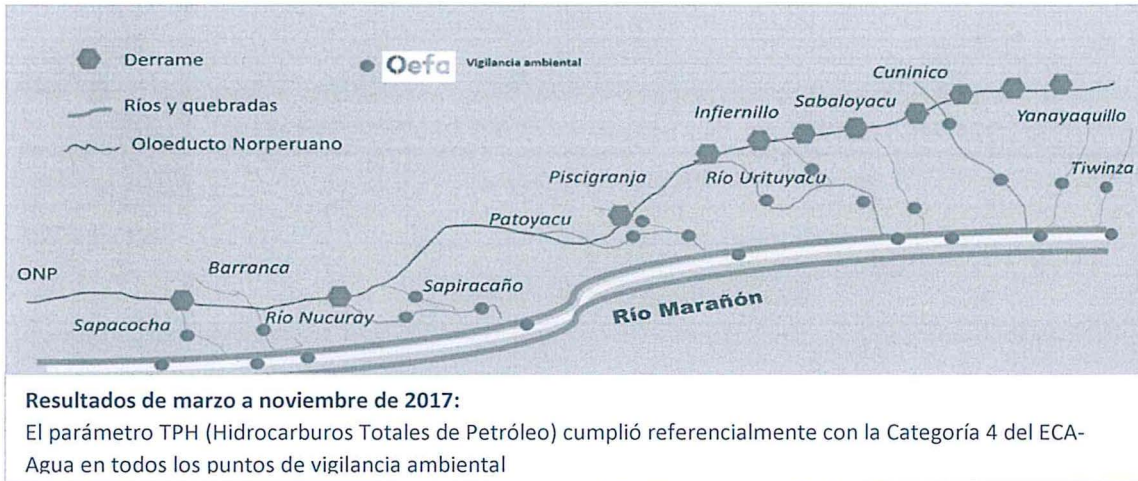 Derrame
Oefa Vigilancia ambiental
Ríos y quebradas
Oloeducto Norperuano
Cuninico
Infiernillo
Sabaloyacu
Yanayaquillo
Piscigranja
Río Urituyacu
Tiwinza
Patoyacu
ONP
Barranca
Sapiracaño
Sapacocha
Río Nucuray
Río Marañón
Resultados de marzo a noviembre de 2017:
El parámetro TPH (Hidrocarburos Totales de Petróleo) cumplió referencialmente con la Categoría 4 del ECA-
Agua en todos los puntos de vigilancia ambiental